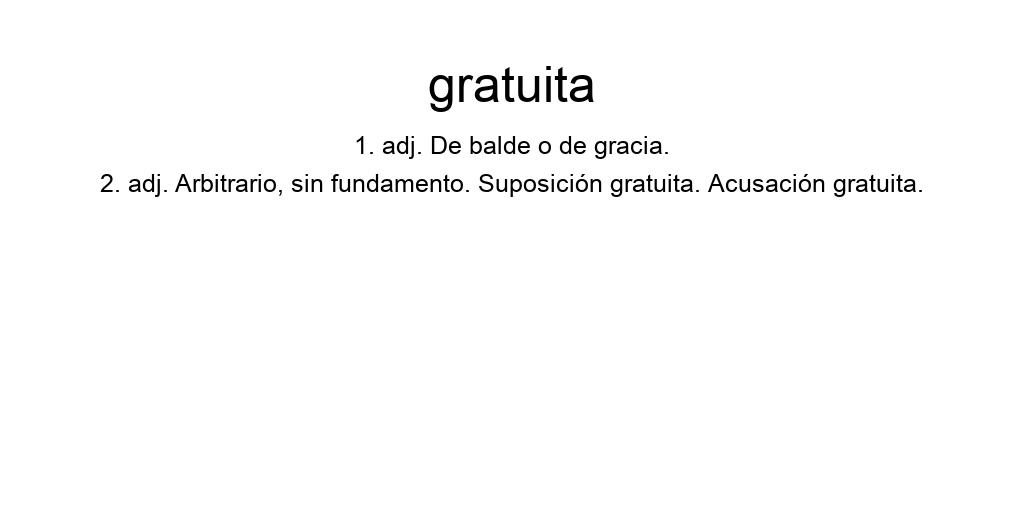 gratuita
1. adj. De balde o de gracia.
2. adj. Arbitrario, sin fundamento. Suposición gratuita. Acusación gratuita.